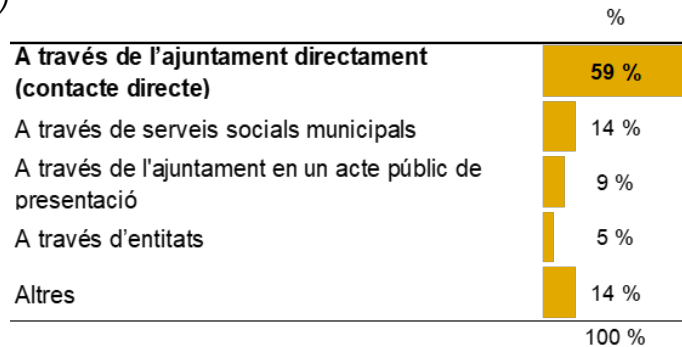 )
%
A través de l’ajuntament directament
(contacte directe)
59 %
A través de serveis socials municipals
14 %
A través de l'ajuntament en un acte públic de
presentació
9 %
A través d’entitats
5 %
Altres
14 %
100 %